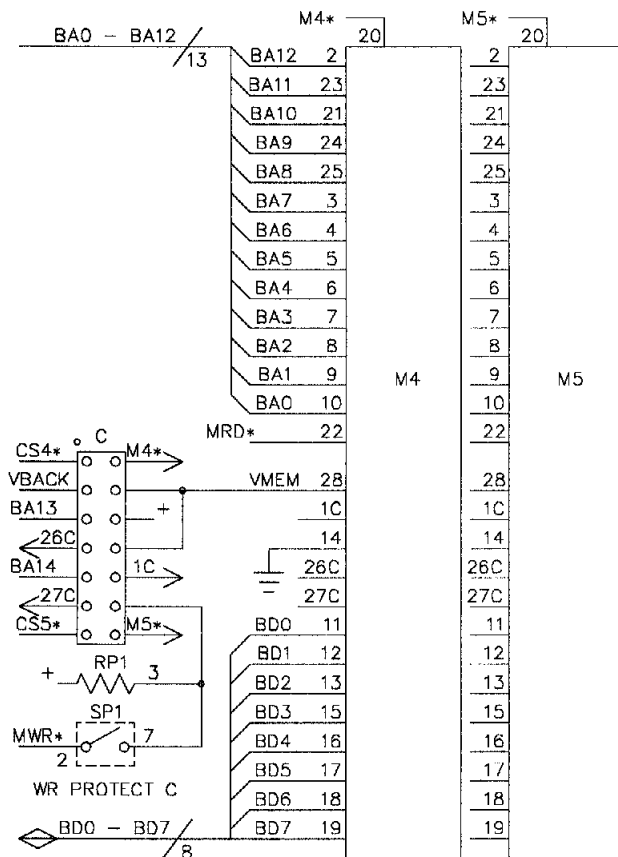 M4* M5*
BA0 - BA12 20 20
13 BA12 2 2
BA11 23 23
BA10 21 21
BA9 24 24
BA8 25 25
BA7 3 3
BA6 4 4
BA5 5 5
BA4 6 6
BA3 7 7
BA2 8 8
BA1 9 M4 9 M5
BA0 10 10
MRD* 22 22
C
CS4* M4*
VBACK VMEM 28 28
BA13 + 1C 1C
26C 14 14
BA14 1C 26C 26C
27C 27C 27C
CS5* M5* BD0 11 11
RP1 BD1 12 12
+ 3 BD2 13 13
SP1 BD3 15 15
MWR* 2 7 BD4 16 16
BD5 17 17
WR PROTECT C BD6 18 18
BD0 - BD7 8 BD7 19 19